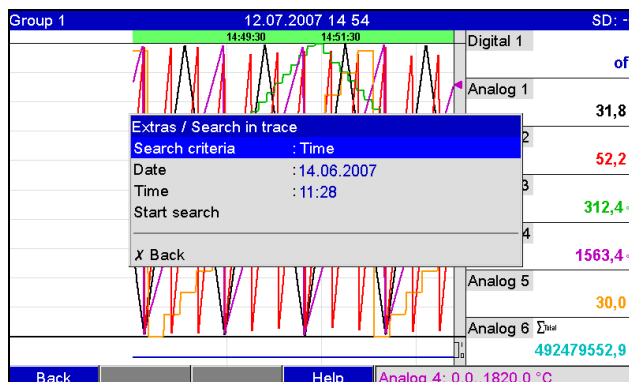 Group 1 12.07.2007 14 54 SD: -
14:49:30 14:51:30
Digital 1
of
Analog 1
31,8
2
52,2
3
312,4
4
1563,4
Analog 5
30,0
Analog 6 ΣTotal
492479552,9
Extras / Search in trace
Search criteria : Time
Date : 14.06.2007
Time : 11:28
Start search
X Back
Back Help Analog 4: 0,0..1820,0 °C